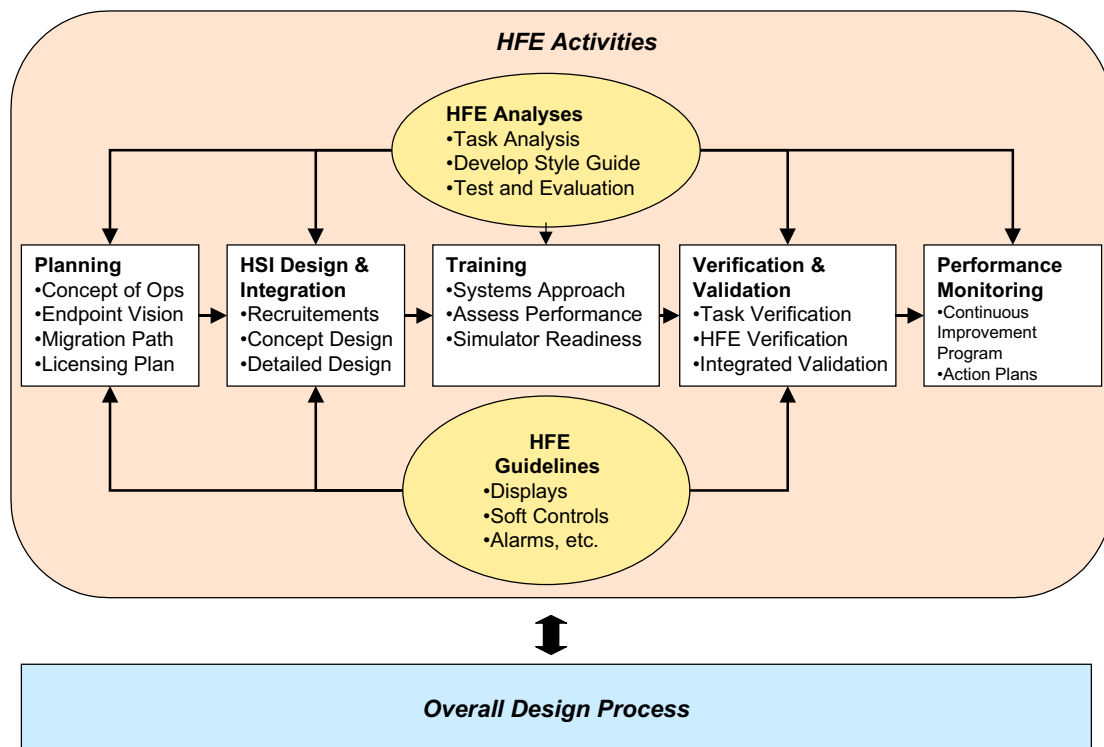 HFE Activities
HFE Analyses
•Task Analysis
•Develop Style Guide
•Test and Evaluation
Planning
•Concept of Ops
•Endpoint Vision
•Migration Path
•Licensing Plan
HSI Design &
Integration
•Recruitements
•Concept Design
•Detailed Design
Training
•Systems Approach
•Assess Performance
•Simulator Readiness
Verification &
Validation
•Task Verification
•HFE Verification
•Integrated Validation
Performance
Monitoring
•Continuous
Improvement
Program
•Action Plans
HFE
Guidelines
•Displays
•Soft Controls
•Alarms, etc.
Overall Design Process